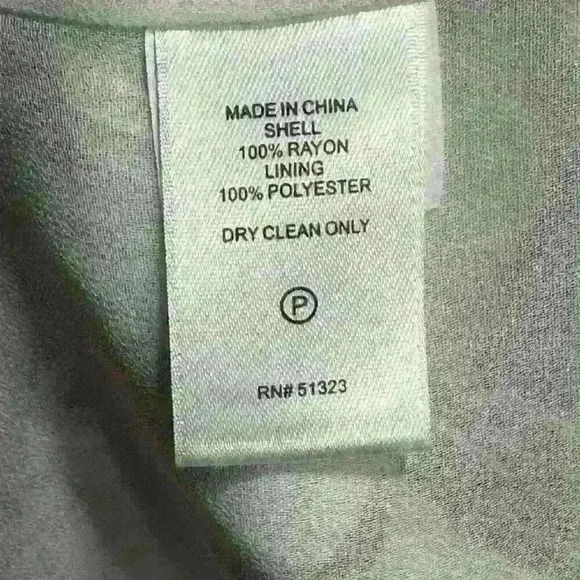 MADE IN CHINA
SHELL
100% RAYON
LINING
100% POLYESTER
DRY CLEAN ONLY
P
RN# 51323